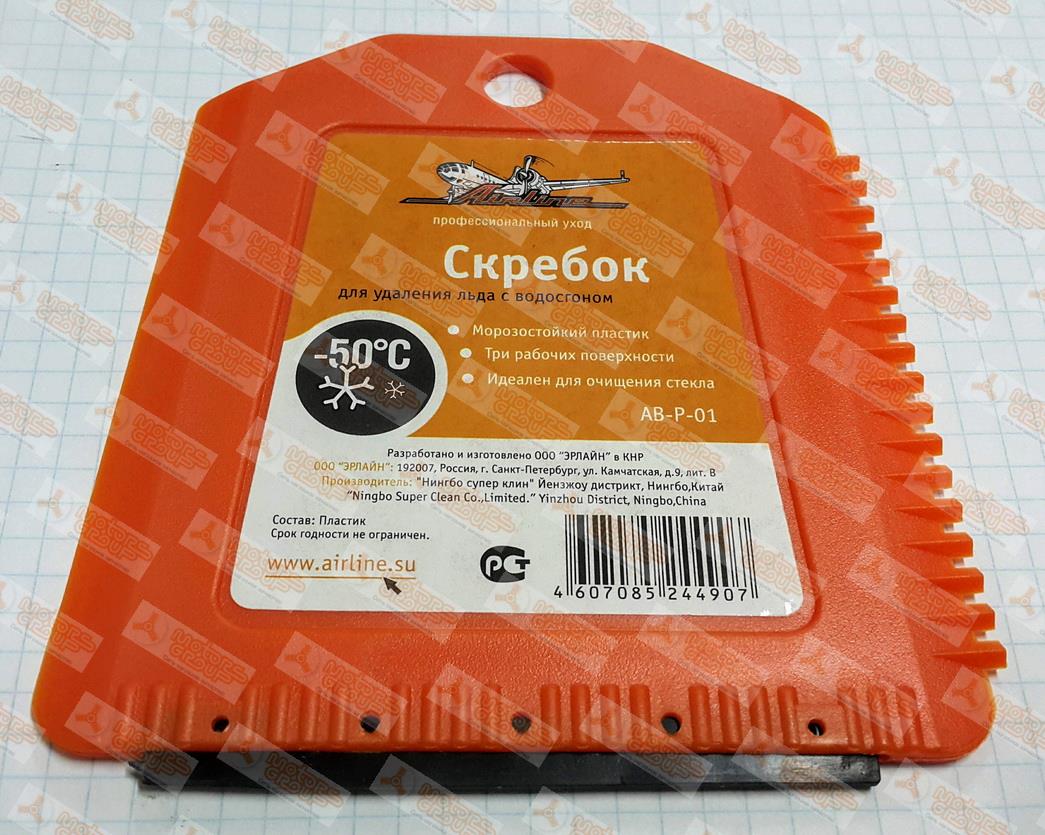 Airline
профессиональный уход
Скребок
для удаления льда с водосгоном
-50°C
Морозостойкий пластик
Три рабочих поверхности
Идеален для очищения стекла
AB-P-01
Разработано и изготовлено ООО "ЭРЛАЙН" в КНР
ООО "ЭРЛАЙН": 192007, Россия, г. Санкт-Петербург, ул. Камчатская, д.9, лит. В
Производитель: "Нингбо супер клин" Йензжоу дистрикт, Нингбо,Китай
"Ningbo Super Clean Co.,Limited." Yinzhou District, Ningbo,China
Состав: Пластик
Срок годности не ограничен.
www.airline.su
РСТ
4 607085 244907